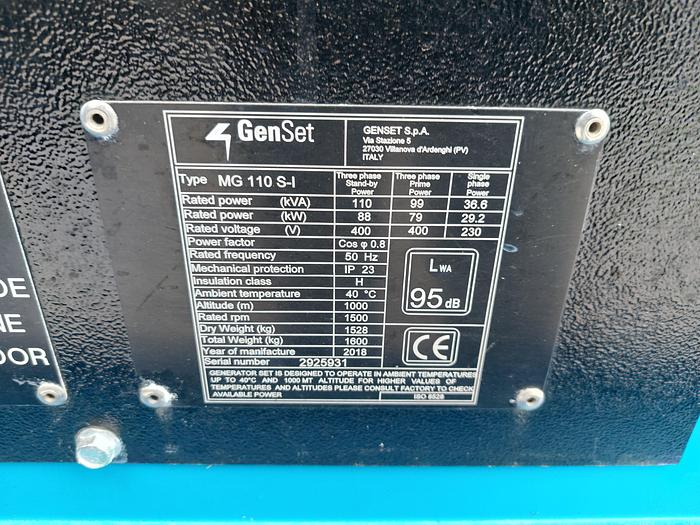 GenSet
GENSET S.p.A.
Via Stazione 5
27030 Villanova d'Ardenghi (PV)
ITALY
Type MG 110 S-I
Three phase Stand-by Power
Three phase Prime Power
Single phase Power
Rated power (kVA) 110 99 36.6
Rated power (kW) 88 79 29.2
Rated voltage (V) 400 400 230
Power factor Cos φ 0.8
Rated frequency 50 Hz
Mechanical protection IP 23
Insulation class H
Ambient temperature 40 °C
Altitude (m) 1000
Rated rpm 1500
Dry Weight (kg) 1528
Total Weight (kg) 1600
Year of manifacture 2018
Serial number 2925931
LWA
95 dB
CE
GENERATOR SET IS DESIGNED TO OPERATE IN AMBIENT TEMPERATURES
UP TO 40°C AND 1000 MT ALTITUDE FOR HIGHER VALUES OF
TEMPERATURES AND ALTITUDES PLEASE CONSULT FACTORY TO CHECK
AVAILABLE POWER
ISO 8528
DE
NE
DOOR